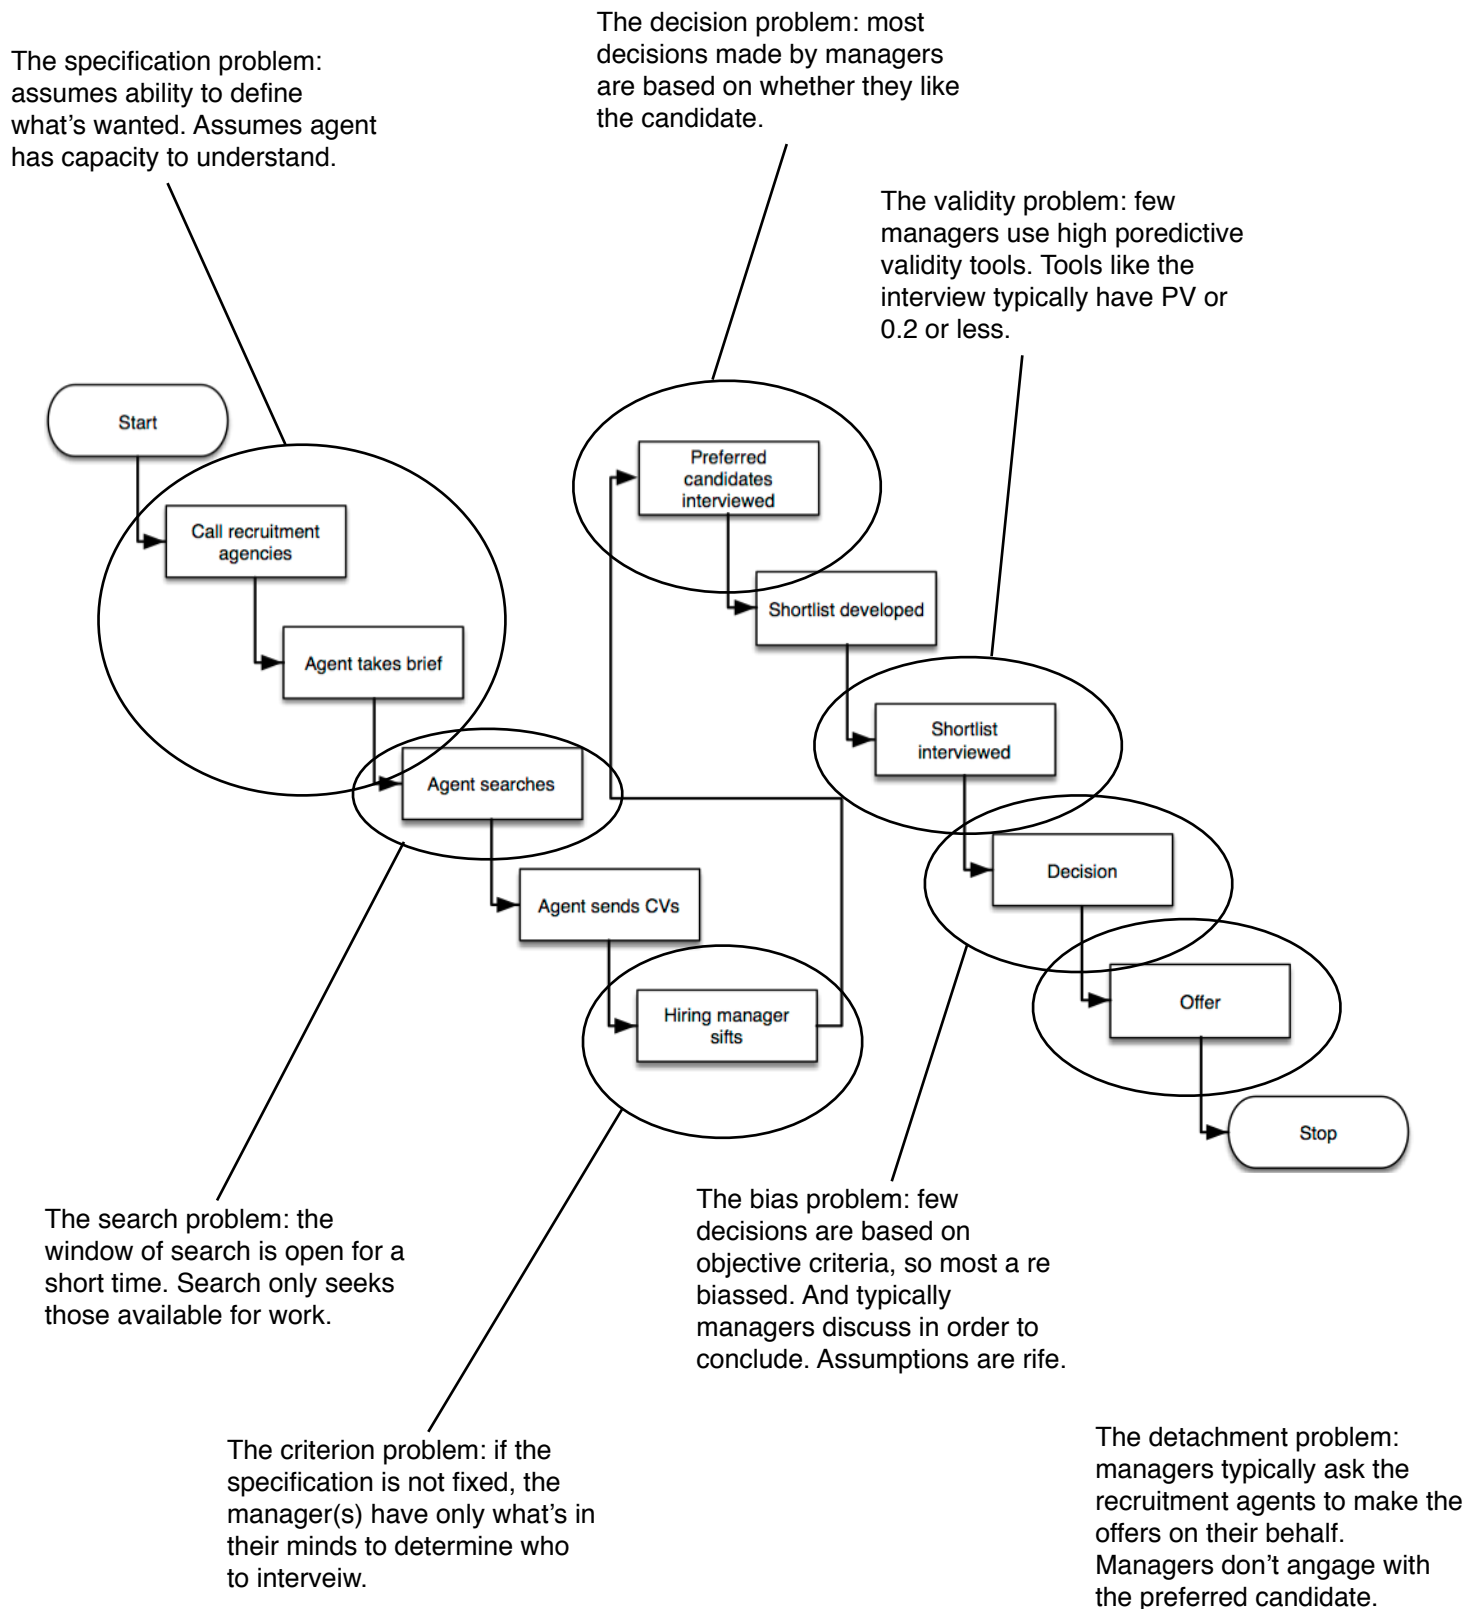 The decision problem: most
decisions made by managers
are based on whether they like
the candidate.
The specification problem:
assumes ability to define
what's wanted. Assumes agent
has capacity to understand.
The validity problem: few
managers use high poredictive
validity tools. Tools like the
interview typically have PV or
0.2 or less.
Start
Call recruitment
agencies
Agent takes brief
Agent searches
Agent sends CVs
Hiring manager
sifts
Preferred
candidates
interviewed
Shortlist developed
Shortlist
interviewed
Decision
Offer
Stop
The search problem: the
window of search is open for a
short time. Search only seeks
those available for work.
The bias problem: few
decisions are based on
objective criteria, so most a re
biassed. And typically
managers discuss in order to
conclude. Assumptions are rife.
The criterion problem: if the
specification is not fixed, the
manager(s) have only what's in
their minds to determine who
to interveiw.
The detachment problem:
managers typically ask the
recruitment agents to make the
offers on their behalf.
Managers don't angage with
the preferred candidate.